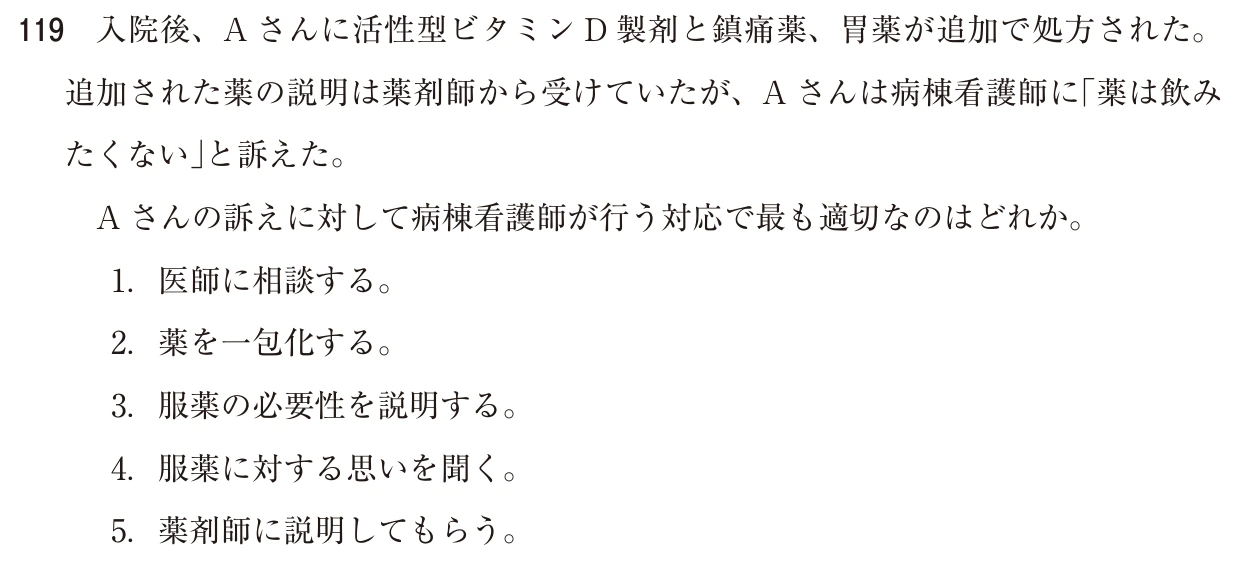 119 入院後、Aさんに活性型ビタミンD製剤と鎮痛薬、胃薬が追加で処方された。
追加された薬の説明は薬剤師から受けていたが、Aさんは病棟看護師に「薬は飲み
たくない」と訴えた。
Aさんの訴えに対して病棟看護師が行う対応で最も適切なのはどれか。
1. 医師に相談する。
2. 薬を一包化する。
3. 服薬の必要性を説明する。
4. 服薬に対する思いを聞く。
5. 薬剤師に説明してもらう。